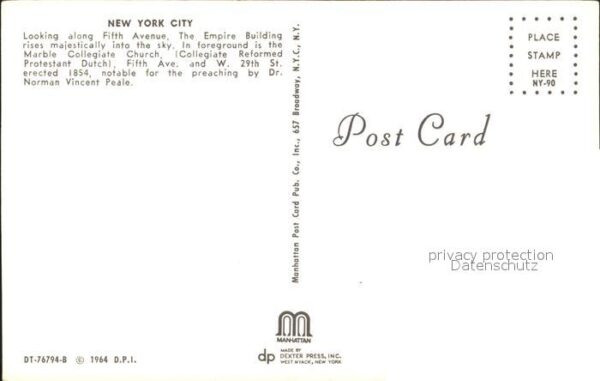 NEW YORK CITY
Looking along Fifth Avenue. The Empire Building
rises majestically into the sky. In foreground is the
Marble Collegiate Church, (Collegiate Reformed
Protestant Dutch), Fifth Ave. and W. 29th St.
erected 1854, notable for the preaching by Dr.
Norman Vincent Peale.
Manhattan Post Card Pub. Co., Inc., 657 Broadway, N.Y.C., N.Y.
PLACE
STAMP
HERE
NY-90
Post Card
privacy protection
Datenschutz
MANHATTAN
dp
MADE BY
DEXTER PRESS, INC.
WEST NYACK, NEW YORK
DT-76794-B © 1964 D.P.I.